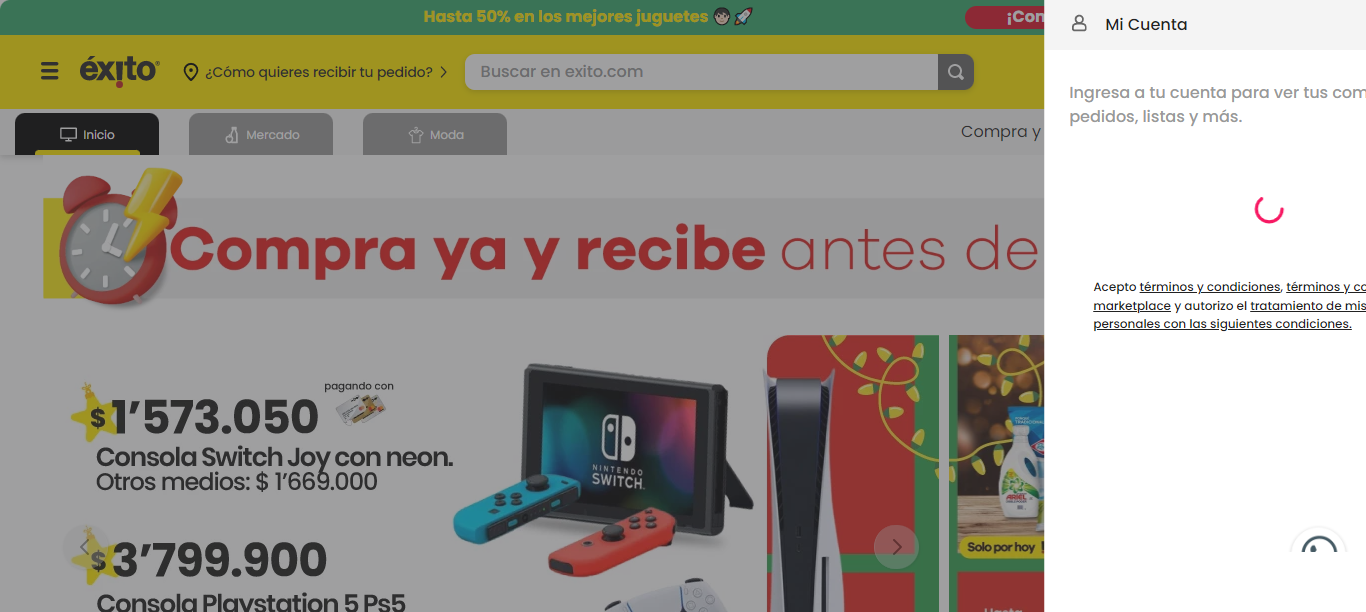 Hasta 50% en los mejores juguetes
¡Con
éxito
¿Cómo quieres recibir tu pedido?
Buscar en exito.com
Mi Cuenta
Inicio
Mercado
Moda
Compra y
Ingresa a tu cuenta para ver tus com
pedidos, listas y más.
Compra ya y recibe antes de
Acepto términos y condiciones, términos y co
marketplace y autorizo el tratamiento de mis
personales con las siguientes condiciones.
pagando con
$1'573.050
Consola Switch Joy con neon.
Otros medios: $ 1'669.000
NINTENDO
SWITCH
ARIEL
Solo por hoy
$3'799.900
Consola Playstation 5 Ps5
Hasta